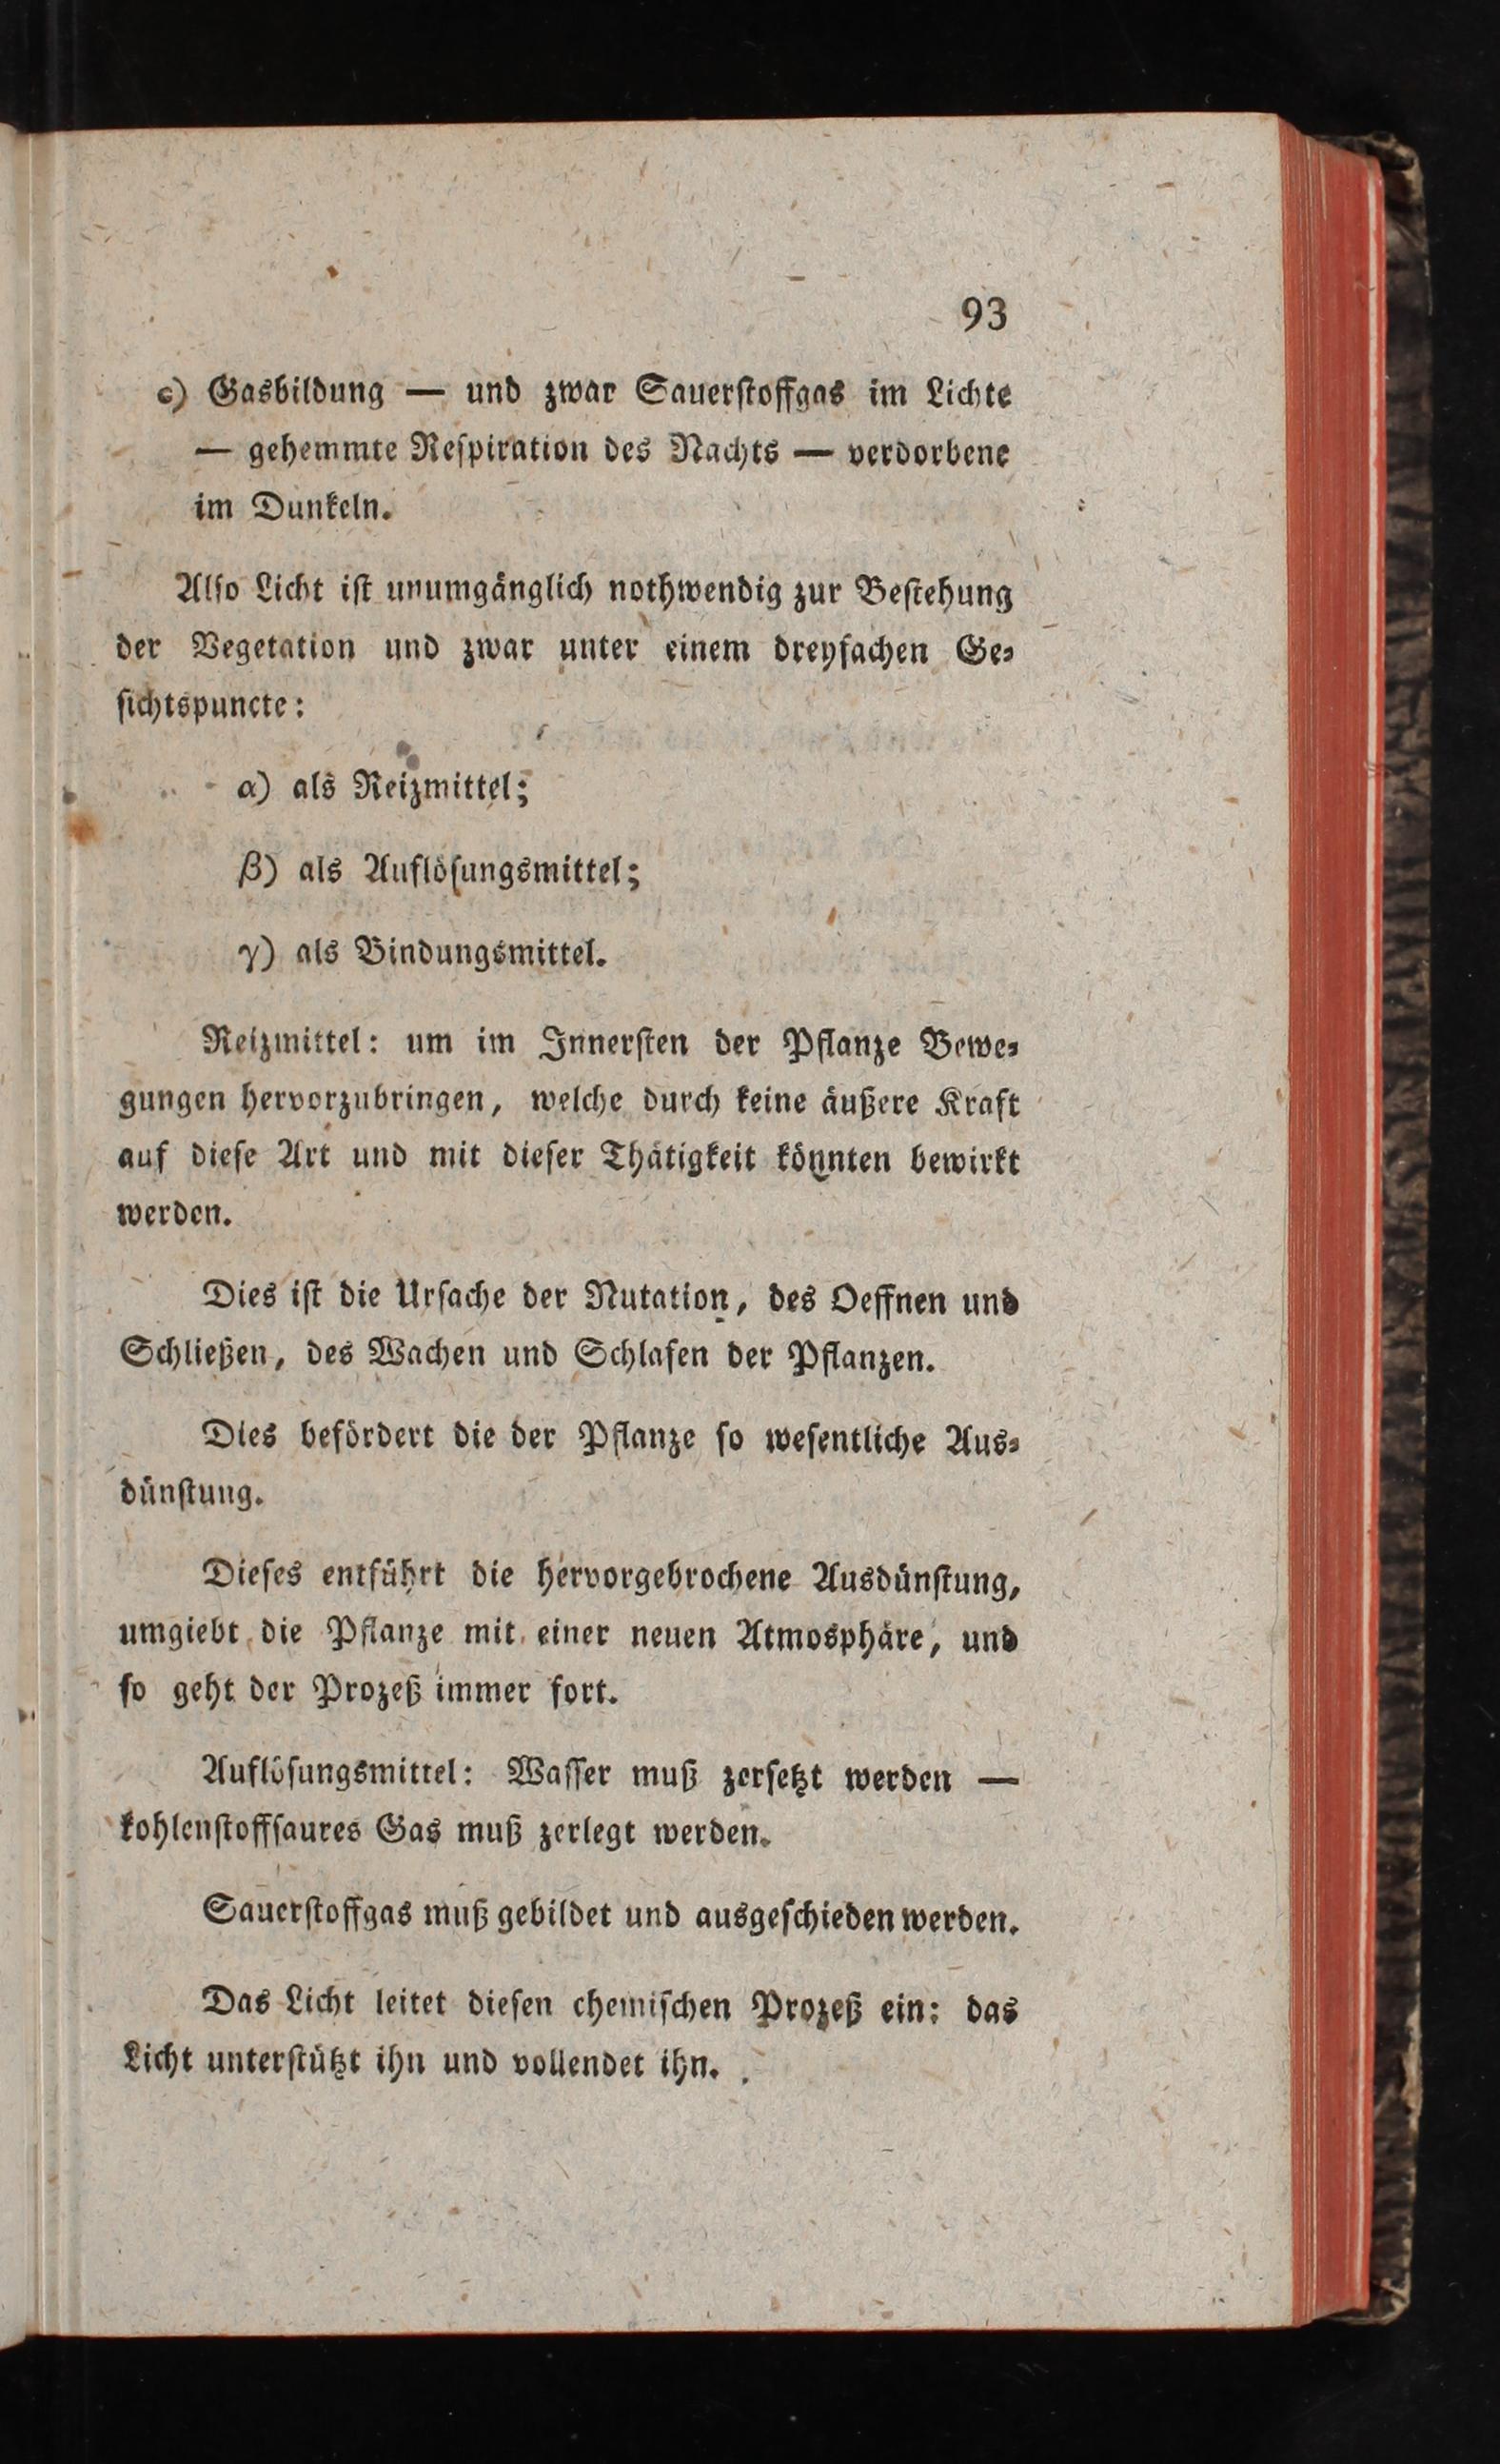 93
c) Gasbildung — und zwar Sauerſtoffgas im Lichte
— gehemmte Reſpiration des Nachts — verdorbene
im Dunkeln.
Alſo Licht iſt unumgänglich nothwendig zur Beſtehung
der Vegetation und zwar unter einem dreyfachen Ge⸗
ſichtspuncte:
α) als Reizmittel;
β) als Auflöſungsmittel;
γ) als Bindungsmittel.
Reizmittel: um im Innerſten der Pflanze Bewe⸗
gungen hervorzubringen, welche durch keine äußere Kraft
auf dieſe Art und mit dieſer Thätigkeit könnten bewirkt
werden.
Dies iſt die Urſache der Nutation, des Oeffnen und
Schließen, des Wachen und Schlafen der Pflanzen.
Dies befördert die der Pflanze ſo weſentliche Aus⸗
dünſtung.
Dieſes entführt die hervorgebrochene Ausdünſtung,
umgiebt die Pflanze mit einer neuen Atmosphäre, und
ſo geht der Prozeß immer fort.
Auflöſungsmittel: Waſſer muß zerſetzt werden —
kohlenſtoffſaures Gas muß zerlegt werden.
Sauerſtoffgas muß gebildet und ausgeſchieden werden.
Das Licht leitet dieſen chemiſchen Prozeß ein: das
Licht unterſtützt ihn und vollendet ihn.